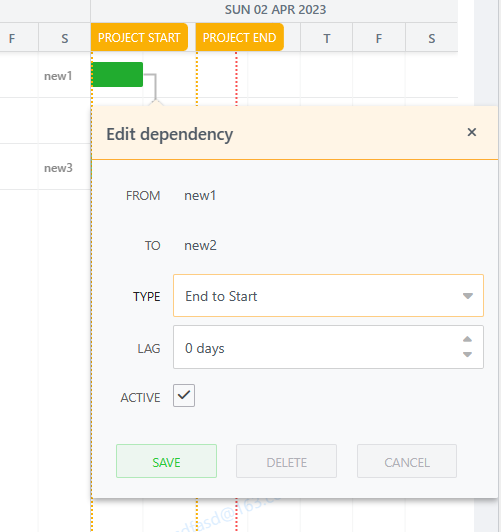 SUN 02 APR 2023
F S PROJECT START PROJECT END T F S
new1
new3
Edit dependency ×
FROM new1
TO new2
TYPE End to Start
LAG 0 days
ACTIVE
SAVE DELETE CANCEL